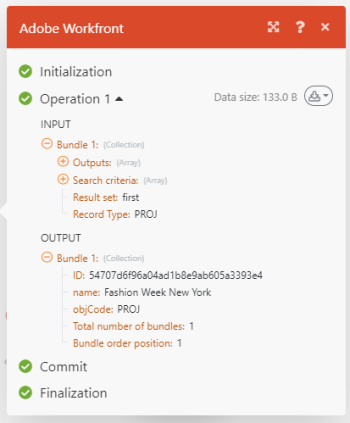 Adobe Workfront
Initialization
Operation 1 Data size: 133.0 B
INPUT
Bundle 1: (Collection)
Outputs: (Array)
Search criteria: (Array)
Result set: first
Record Type: PROJ
OUTPUT
Bundle 1: (Collection)
ID: 54707d6f96a04ad1b8e9ab605a3393e4
name: Fashion Week New York
objCode: PROJ
Total number of bundles: 1
Bundle order position: 1
Commit
Finalization